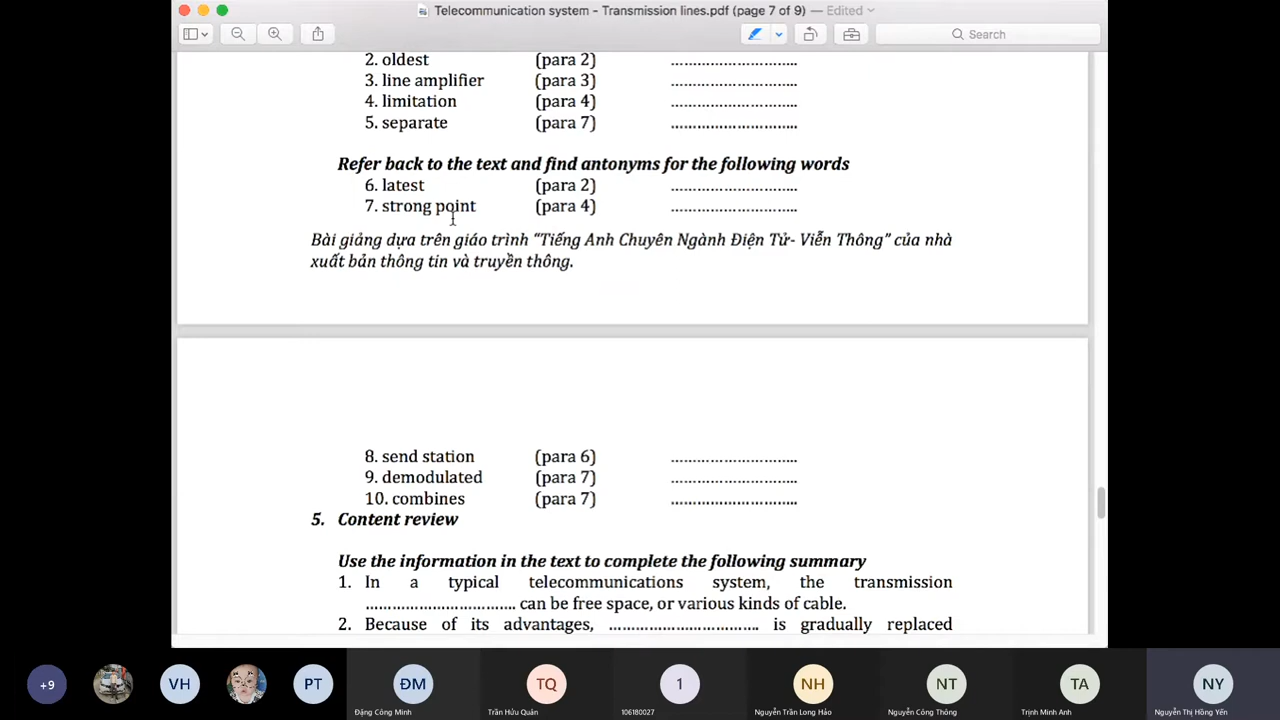 Telecommunication system - Transmission lines.pdf (page 7 of 9) — Edited
Search
2. oldest (para 2) ………………………..
3. line amplifier (para 3) ………………………..
4. limitation (para 4) ………………………..
5. separate (para 7) ………………………..
Refer back to the text and find antonyms for the following words
6. latest (para 2) ………………………..
7. strong point (para 4) ………………………..
Bài giảng dựa trên giáo trình “Tiếng Anh Chuyên Ngành Điện Tử- Viễn Thông” của nhà
xuất bản thông tin và truyền thông.
8. send station (para 6) ………………………..
9. demodulated (para 7) ………………………..
10. combines (para 7) ………………………..
5. Content review
Use the information in the text to complete the following summary
1. In a typical telecommunications system, the transmission
……………………………. can be free space, or various kinds of cable.
2. Because of its advantages, ……………………………. is gradually replaced
+9 VH PT ĐM TQ 1 NH NT TA NY
Đặng Công Minh Trần Hữu Quân 106180027 Nguyễn Trần Long Hảo Nguyễn Công Thông Trịnh Minh Anh Nguyễn Thị Hồng Yến